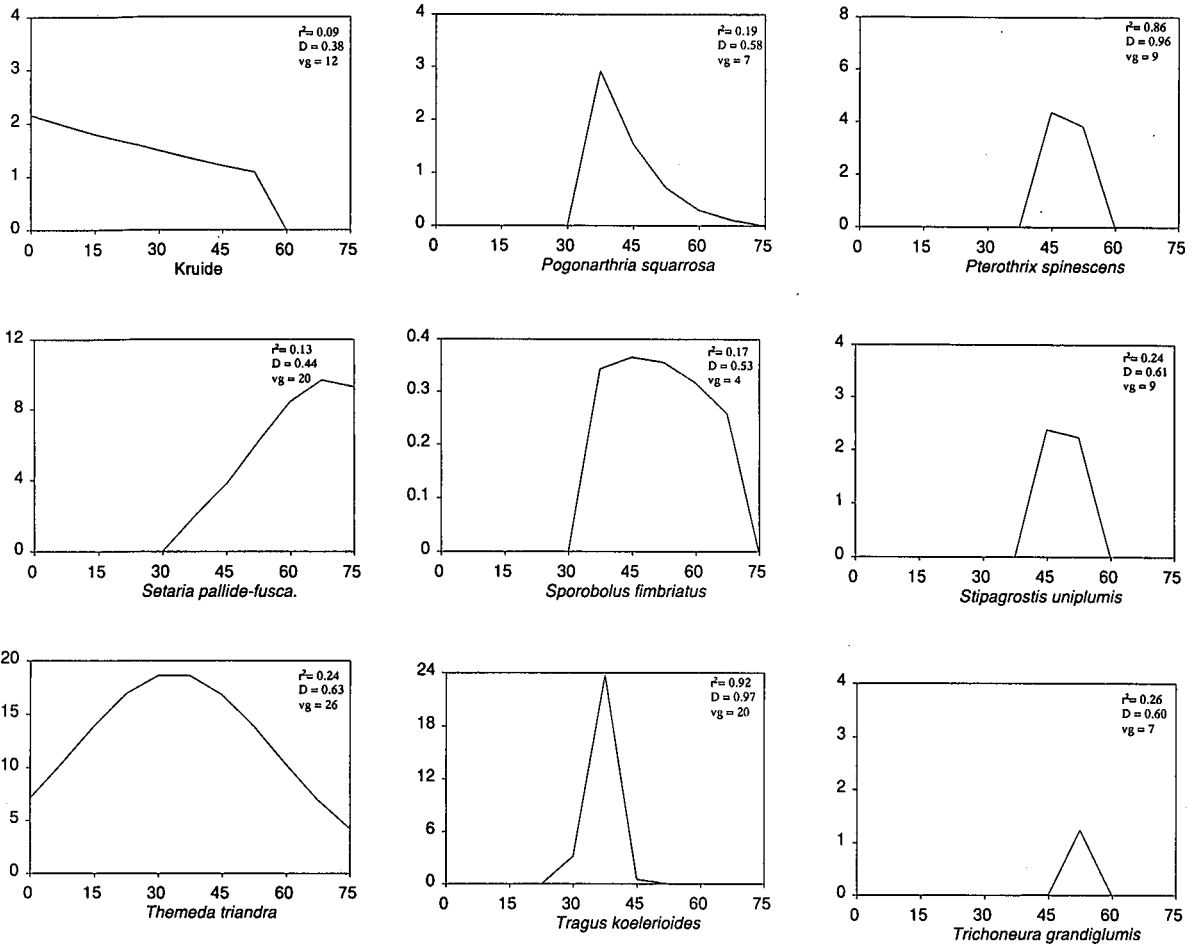 4
3
2
1
0
r²= 0.09
D = 0.38
vg = 12
0 15 30 45 60 75
Kruide
4
3
2
1
0
r²= 0.19
D = 0.58
vg = 7
0 15 30 45 60 75
Pogonarthria squarrosa
8
6
4
2
0
r²= 0.86
D = 0.96
vg = 9
0 15 30 45 60 75
Pterothrix spinescens
12
8
4
0
r²= 0.13
D = 0.44
vg = 20
0 15 30 45 60 75
Setaria pallide-fusca.
0.4
0.3
0.2
0.1
0
r²= 0.17
D = 0.53
vg = 4
0 15 30 45 60 75
Sporobolus fimbriatus
4
3
2
1
0
r²= 0.24
D = 0.61
vg = 9
0 15 30 45 60 75
Stipagrostis uniplumis
20
15
10
5
0
r²= 0.24
D = 0.63
vg = 26
0 15 30 45 60 75
Themeda triandra
24
18
12
6
0
r²= 0.92
D = 0.97
vg = 20
0 15 30 45 60 75
Tragus koelerioides
4
3
2
1
0
r²= 0.26
D = 0.60
vg = 7
0 15 30 45 60 75
Trichoneura grandiglumis